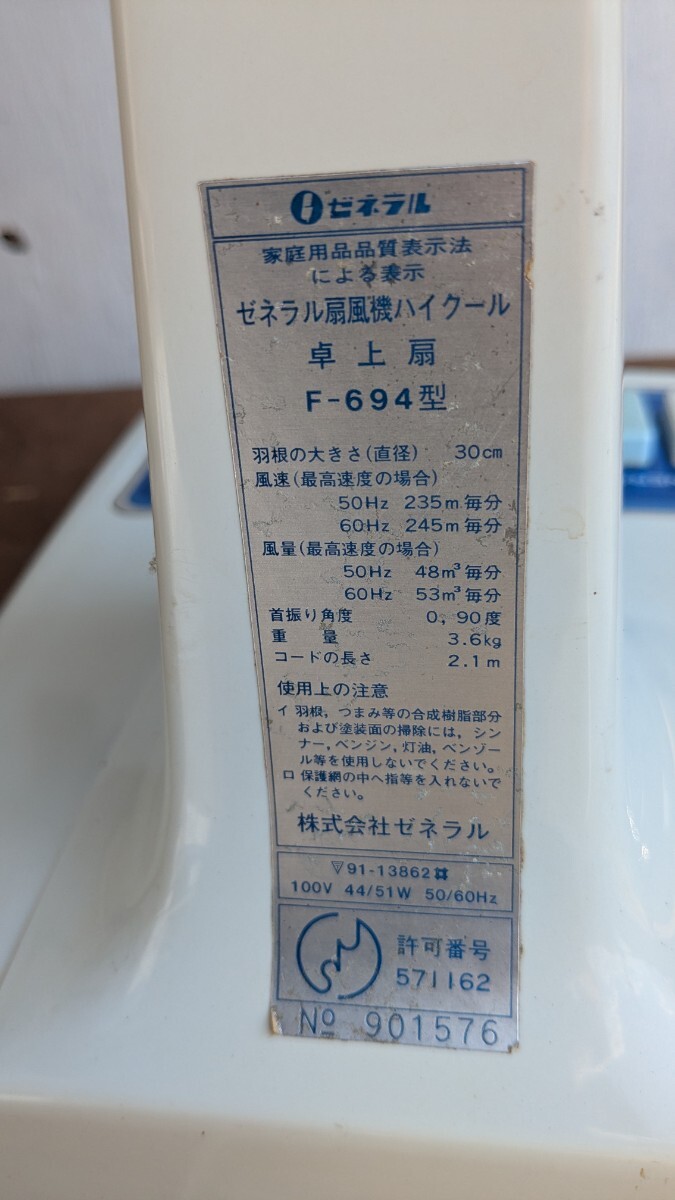 ゼネラル
家庭用品品質表示法
による表示
ゼネラル扇風機ハイクール
卓上扇
F-694型
羽根の大きさ(直径) 30cm
風速(最高速度の場合)
50Hz 235m毎分
60Hz 245m毎分
風量(最高速度の場合)
50Hz 48m³毎分
60Hz 53m³毎分
首振り角度 0, 90度
重量 3.6kg
コードの長さ 2.1m
使用上の注意
イ 羽根, つまみ等の合成樹脂部分
および塗装面の掃除には, シン
ナー, ベンジン, 灯油, ベンゾー
ル等を使用しないでください。
ロ 保護網の中へ指等を入れないで
ください。
株式会社ゼネラル
▽91-13862
100V 44/51W 50/60Hz
許可番号
571162
№ 901576